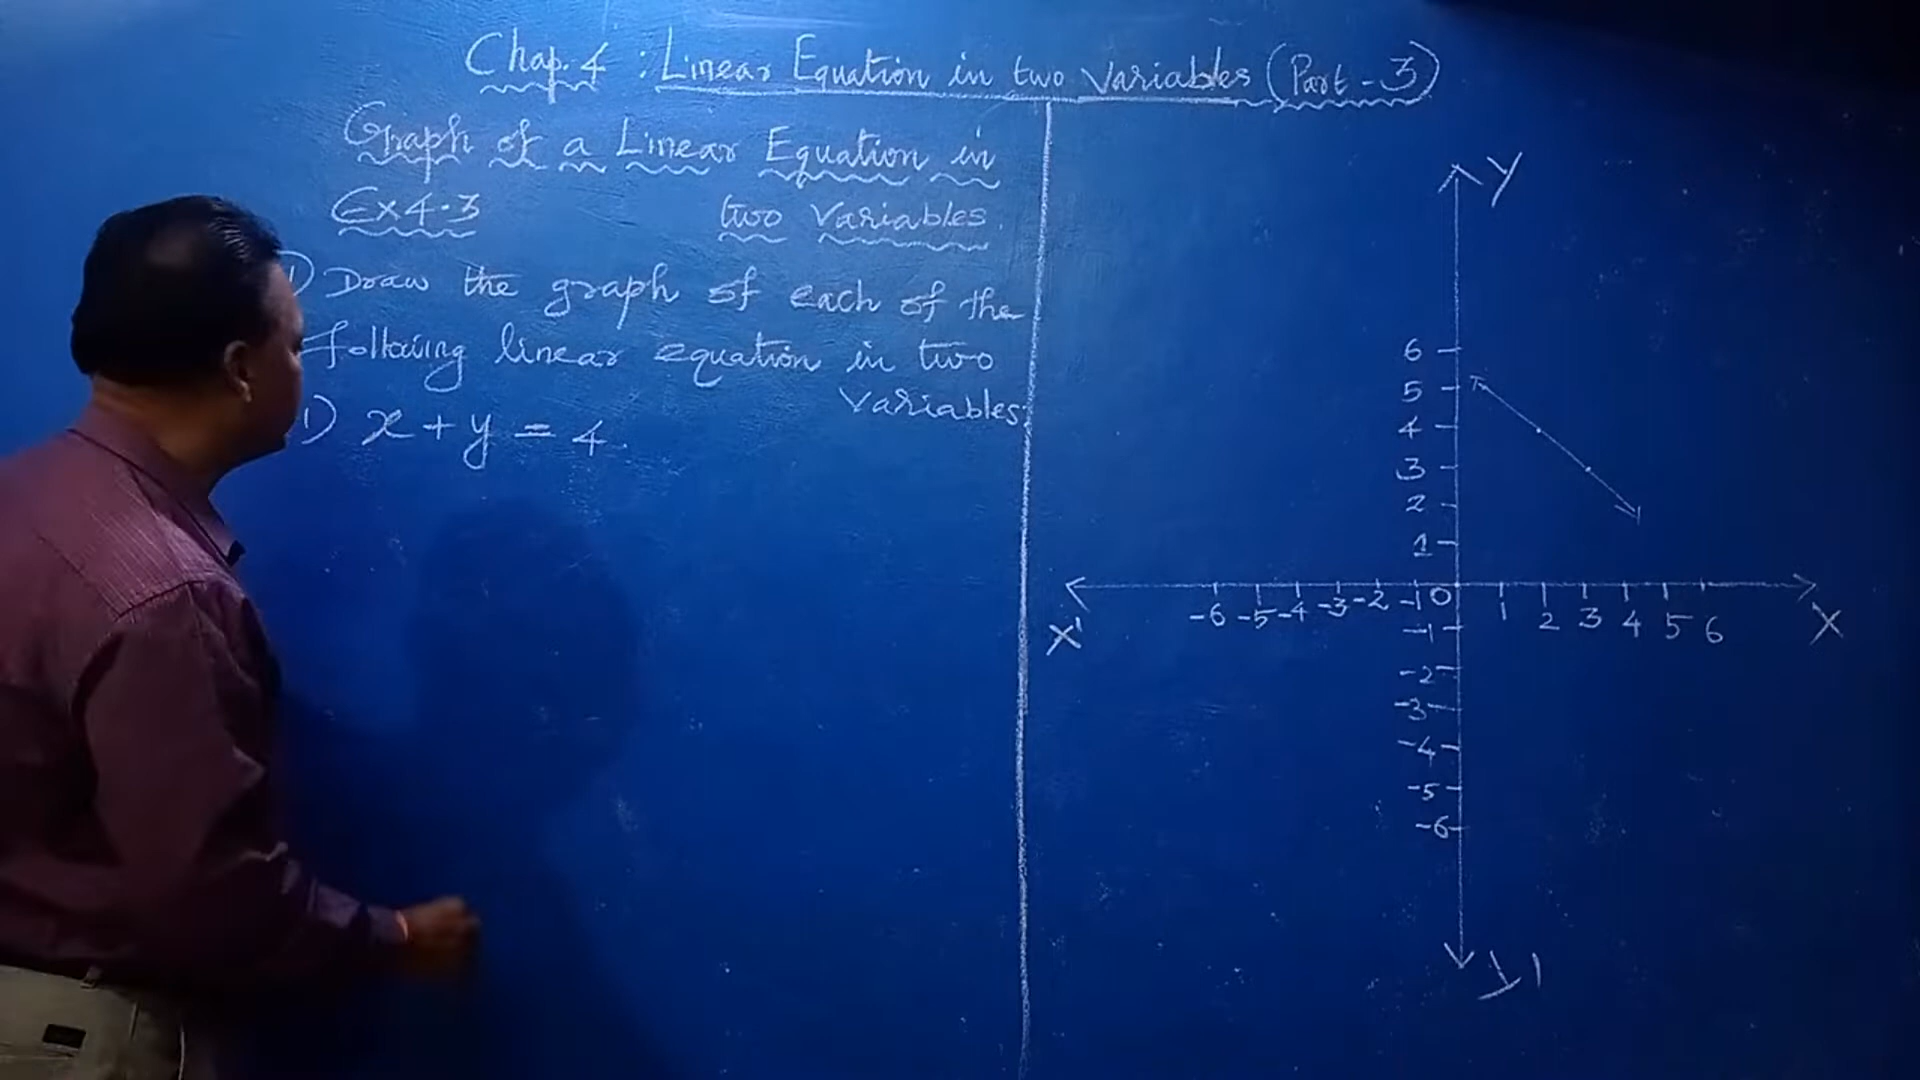 Chap. 4 : Linear Equation in two Variables (Part - 3)
Graph of a Linear Equation in
two Variables.
Ex 4.3
1) Draw the graph of each of the
following linear equation in two
Variables.
1) x + y = 4.
Y
6
5
4
3
2
1
-6 -5 -4 -3 -2 -1 0 1 2 3 4 5 6
X' X
-1
-2
-3
-4
-5
-6
Y'